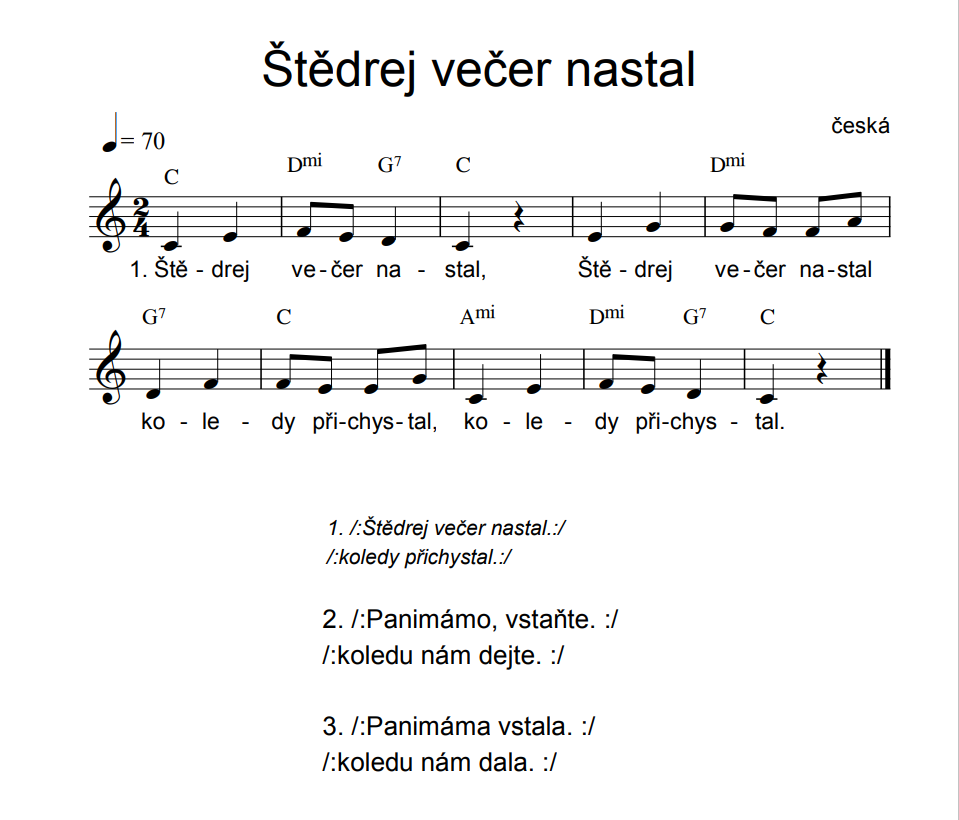 Štědrej večer nastal
česká
= 70
C Dmi G7 C Dmi
2
4
1. Ště - drej ve - čer na - stal, Ště - drej ve - čer na - stal
G7 C Ami Dmi G7 C
ko - le - dy při - chys - tal, ko - le - dy při - chys - tal.
1. /:Štědrej večer nastal.:/
/:koledy přichystal.:/
2. /:Panimámo, vstaňte. :/
/:koledu nám dejte. :/
3. /:Panimáma vstala. :/
/:koledu nám dala. :/